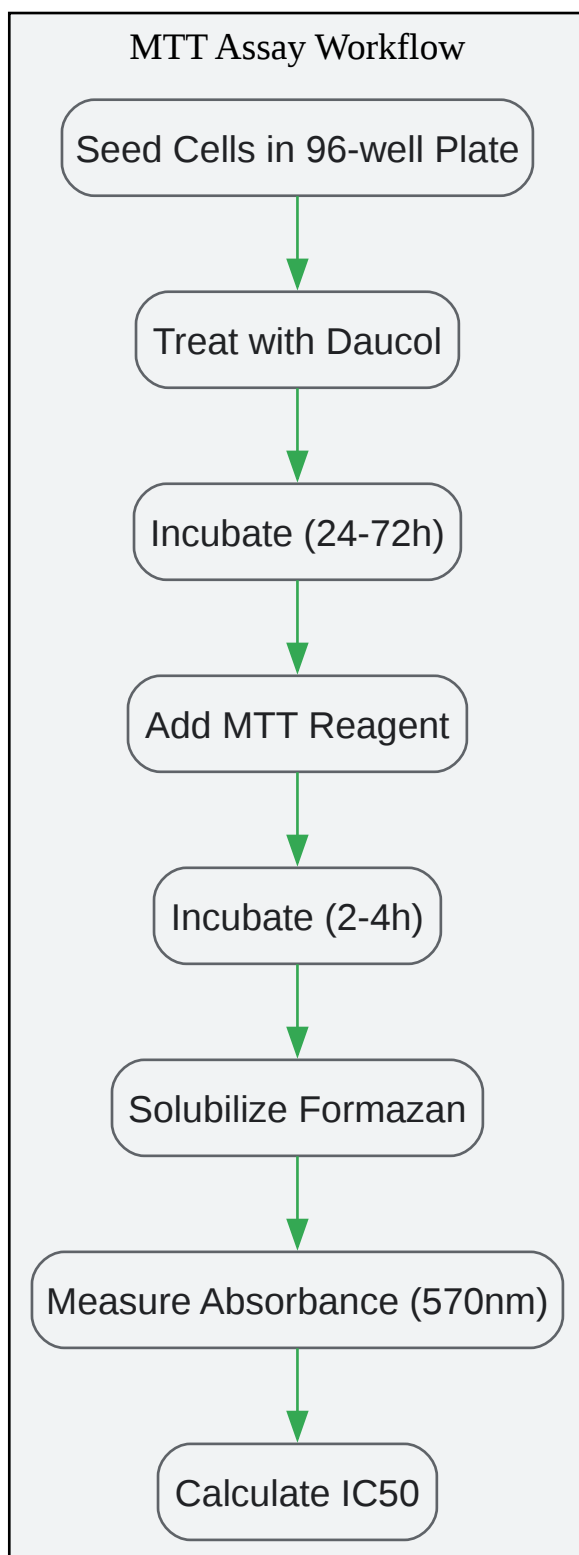 MTT Assay Workflow
Seed Cells in 96-well Plate
Treat with Daucol
Incubate (24-72h)
Add MTT Reagent
Incubate (2-4h)
Solubilize Formazan
Measure Absorbance (570nm)
Calculate IC50